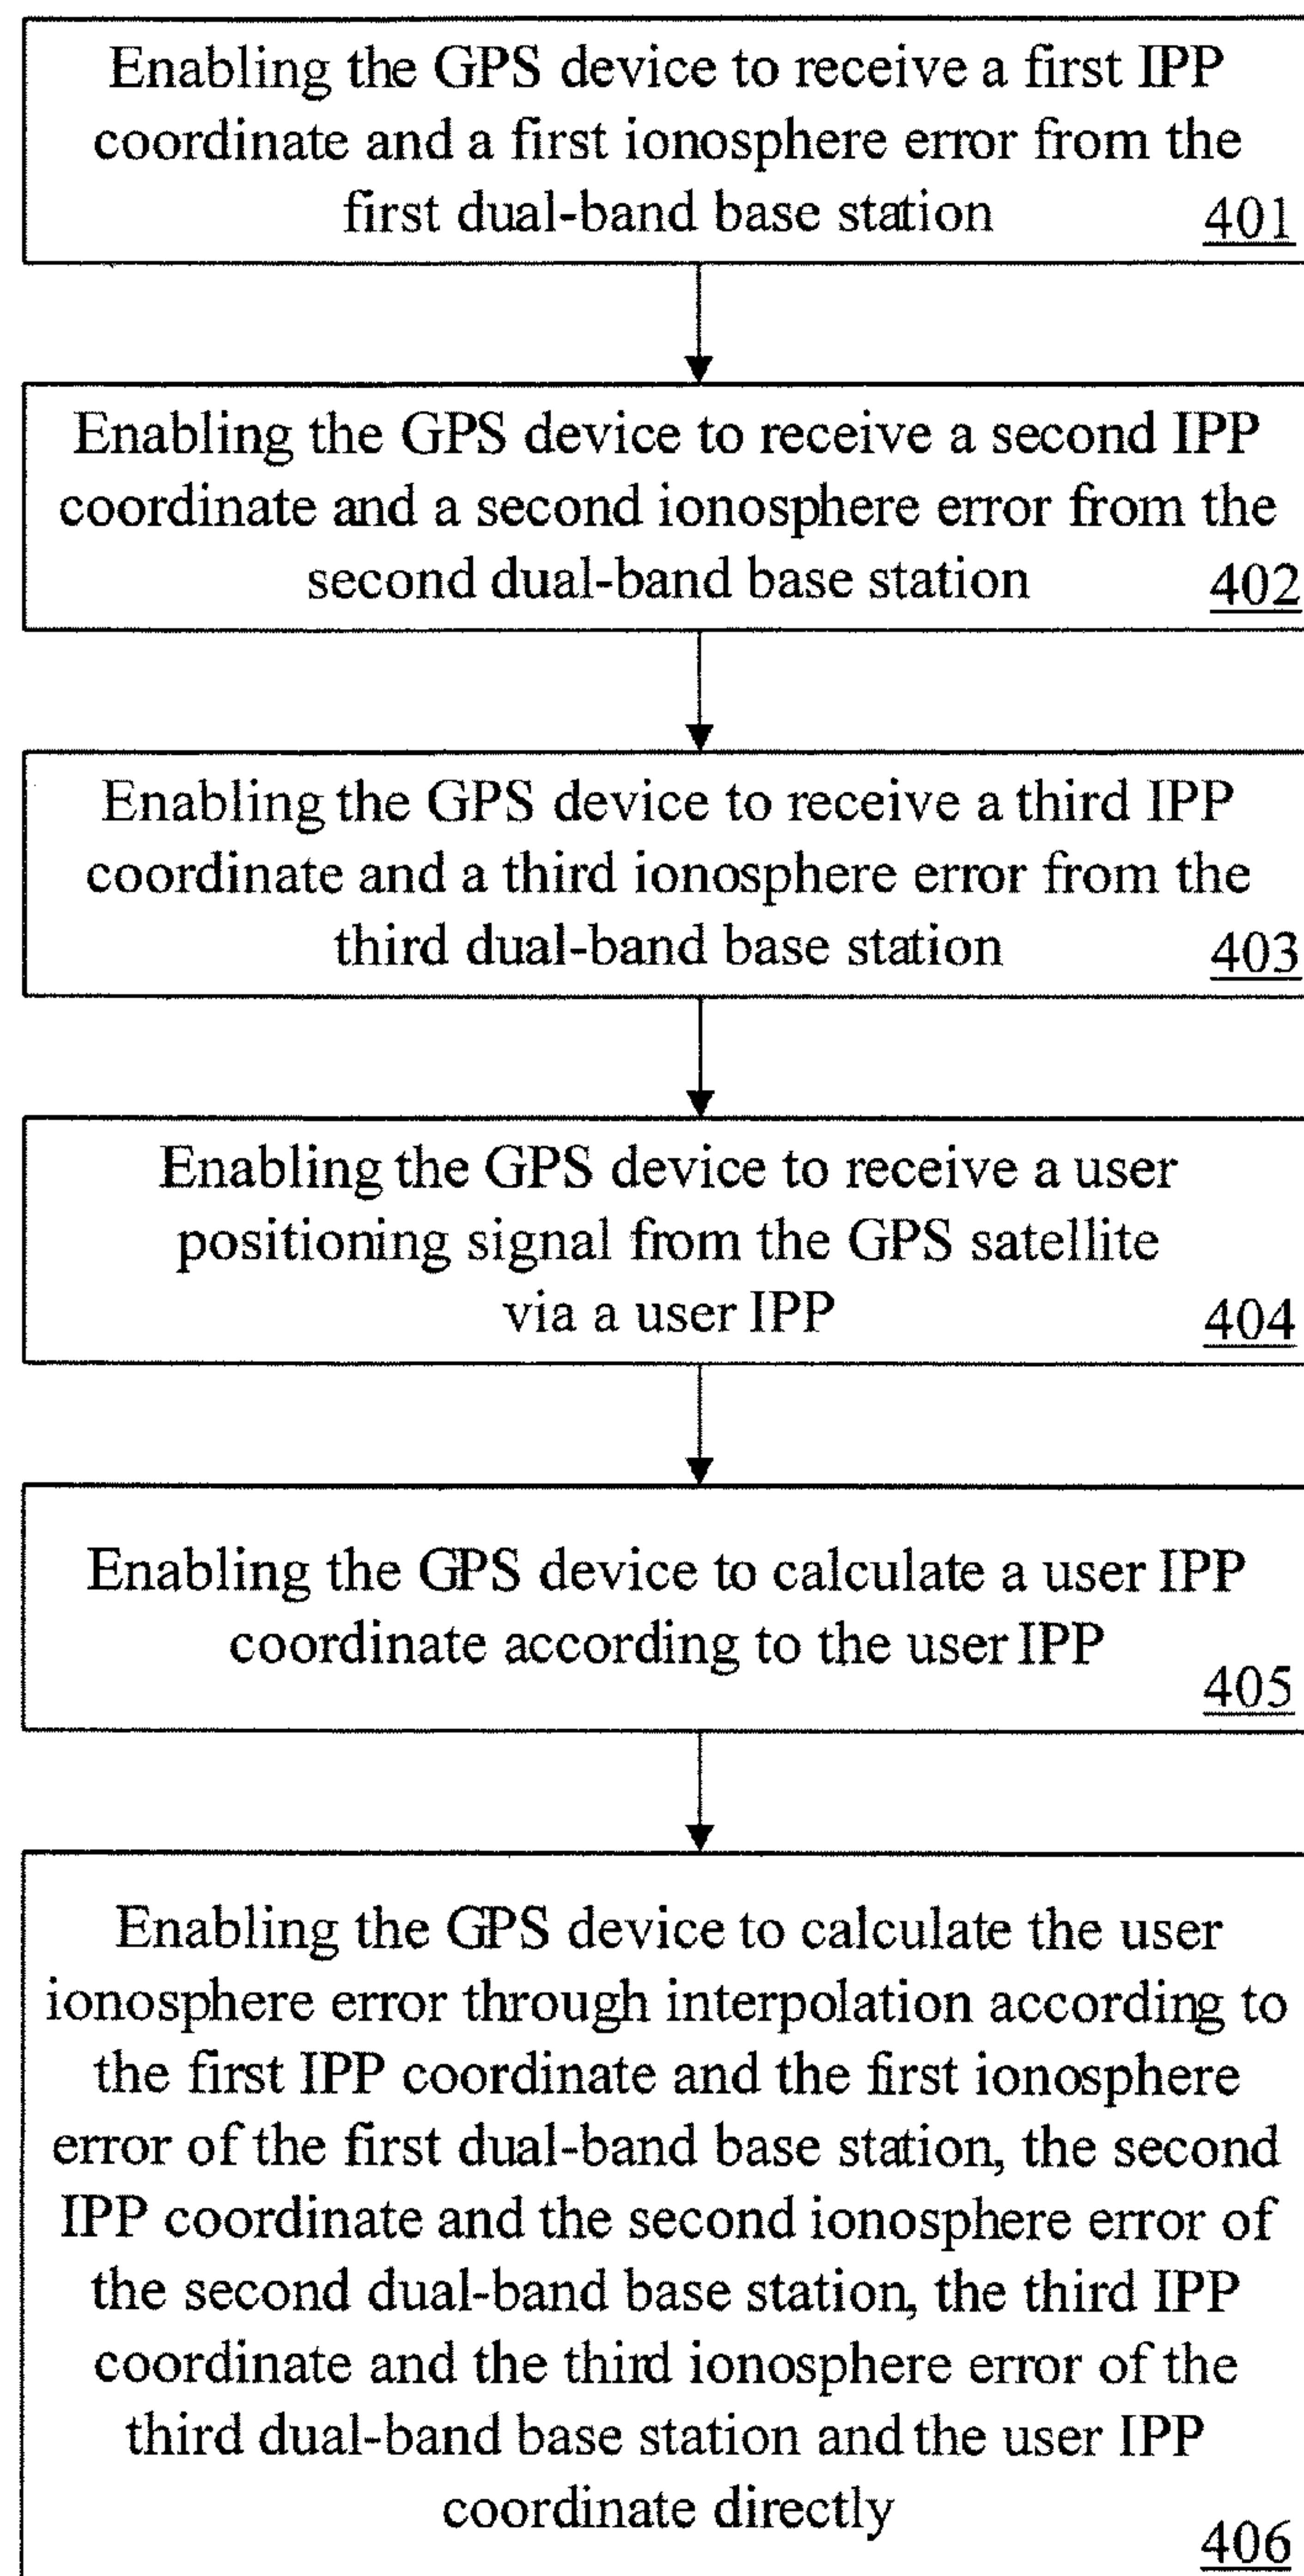 Enabling the GPS device to receive a first IPP
coordinate and a first ionosphere error from the
first dual-band base station
401
Enabling the GPS device to receive a second IPP
coordinate and a second ionosphere error from the
second dual-band base station
402
Enabling the GPS device to receive a third IPP
coordinate and a third ionosphere error from the
third dual-band base station
403
Enabling the GPS device to receive a user
positioning signal from the GPS satellite
via a user IPP
404
Enabling the GPS device to calculate a user IPP
coordinate according to the user IPP
405
Enabling the GPS device to calculate the user
ionosphere error through interpolation according to
the first IPP coordinate and the first ionosphere
error of the first dual-band base station, the second
IPP coordinate and the second ionosphere error of
the second dual-band base station, the third IPP
coordinate and the third ionosphere error of the
third dual-band base station and the user IPP
coordinate directly
406